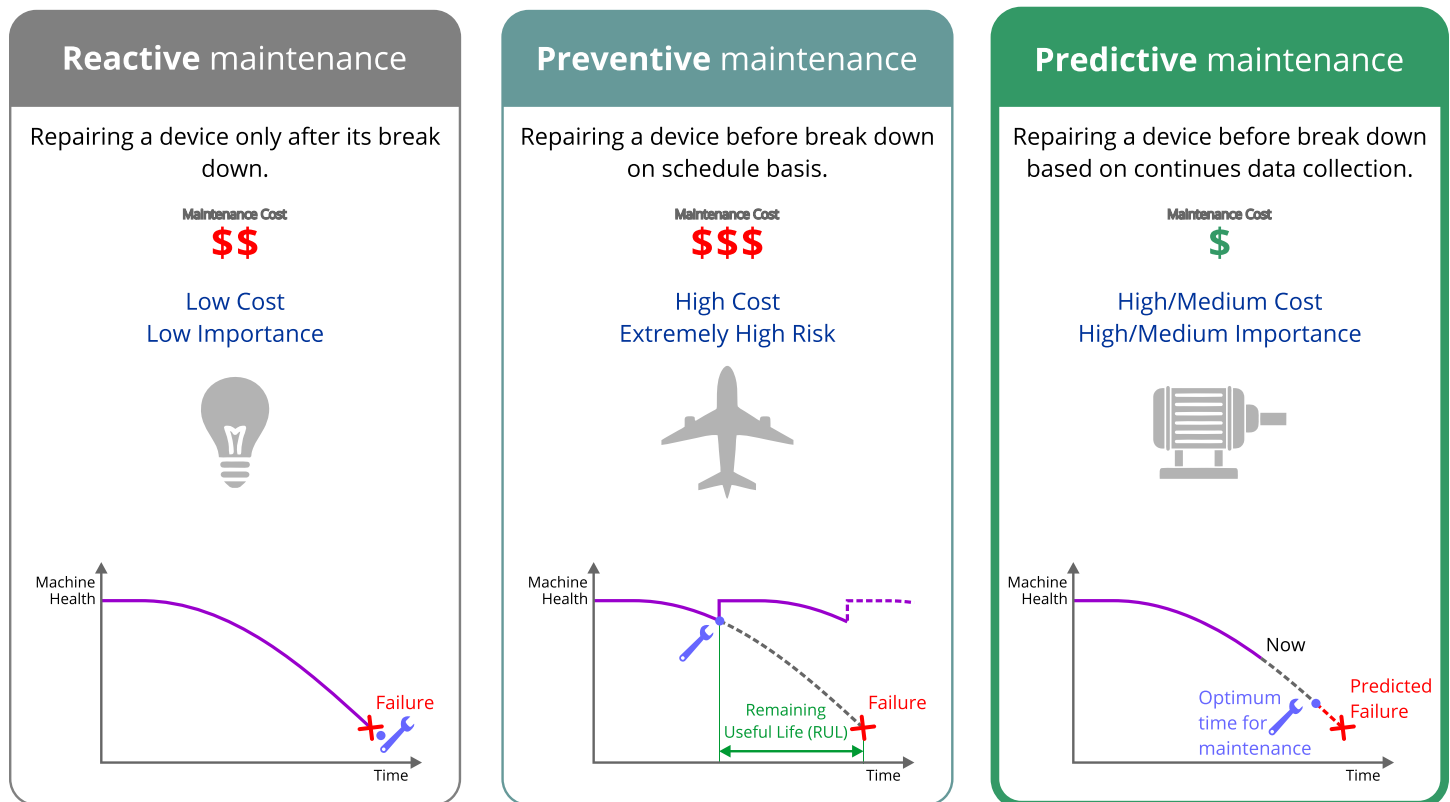 Reactive maintenance
Repairing a device only after its break
down.
Maintenance Cost
$$
Low Cost
Low Importance
Machine
Health
Failure
Time
Preventive maintenance
Repairing a device before break down
on schedule basis.
Maintenance Cost
$$$
High Cost
Extremely High Risk
Machine
Health
Failure
Remaining
Useful Life (RUL)
Time
Predictive maintenance
Repairing a device before break down
based on continues data collection.
Maintenance Cost
$
High/Medium Cost
High/Medium Importance
Machine
Health
Now
Predicted
Failure
Optimum
time for
maintenance
Time